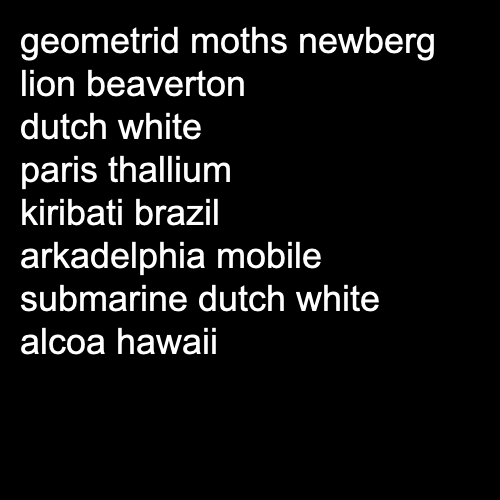 geometrid moths newberg
lion beaverton
dutch white
paris thallium
kiribati brazil
arkadelphia mobile
submarine dutch white
alcoa hawaii